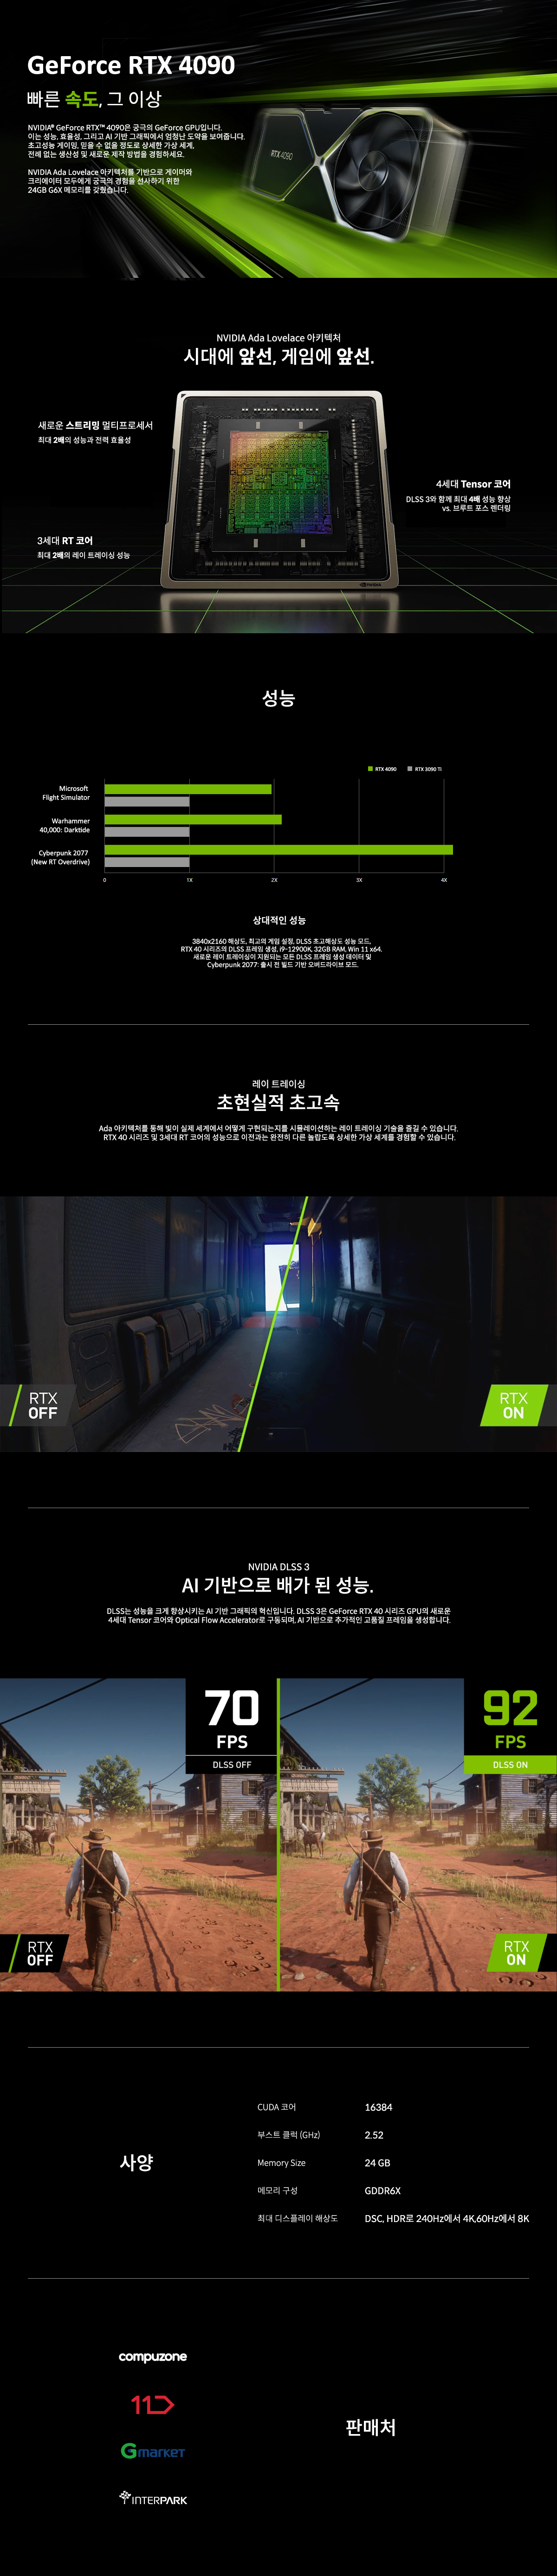 GeForce RTX 4090
빠른 속도, 그 이상
NVIDIA® GeForce RTX™ 4090은 궁극의 GeForce GPU입니다.
이는 성능, 효율성, 그리고 AI 기반 그래픽에서 엄청난 도약을 보여줍니다.
초고성능 게이밍, 믿을 수 없을 정도로 상세한 가상 세계,
전례 없는 생산성 및 새로운 제작 방법을 경험하세요.
NVIDIA Ada Lovelace 아키텍처를 기반으로 게이머와
크리에이터 모두에게 궁극의 경험을 선사하기 위한
24GB G6X 메모리를 갖췄습니다.
RTX 4090
NVIDIA Ada Lovelace 아키텍처
시대에 앞선, 게임에 앞선.
새로운 스트리밍 멀티프로세서
최대 2배의 성능과 전력 효율성
4세대 Tensor 코어
DLSS 3와 함께 최대 4배 성능 향상
vs. 브루트 포스 렌더링
3세대 RT 코어
최대 2배의 레이 트레이싱 성능
NVIDIA
성능
RTX 4090
RTX 3090 Ti
Microsoft
Flight Simulator
Warhammer
40,000: Darktide
Cyberpunk 2077
(New RT Overdrive)
0 1X 2X 3X 4X
상대적인 성능
3840x2160 해상도, 최고의 게임 설정, DLSS 초고해상도 성능 모드,
RTX 40 시리즈의 DLSS 프레임 생성, i9-12900K, 32GB RAM, Win 11 x64.
새로운 레이 트레이싱이 지원되는 모든 DLSS 프레임 생성 데이터 및
Cyberpunk 2077: 출시 전 빌드 기반 오버드라이브 모드.
레이 트레이싱
초현실적 초고속
Ada 아키텍처를 통해 빛이 실제 세계에서 어떻게 구현되는지를 시뮬레이션하는 레이 트레이싱 기술을 즐길 수 있습니다.
RTX 40 시리즈 및 3세대 RT 코어의 성능으로 이전과는 완전히 다른 놀랍도록 상세한 가상 세계를 경험할 수 있습니다.
RTX
OFF
RTX
ON
NVIDIA DLSS 3
AI 기반으로 배가 된 성능.
DLSS는 성능을 크게 향상시키는 AI 기반 그래픽의 혁신입니다. DLSS 3은 GeForce RTX 40 시리즈 GPU의 새로운
4세대 Tensor 코어와 Optical Flow Accelerator로 구동되며, AI 기반으로 추가적인 고품질 프레임을 생성합니다.
70
FPS
DLSS OFF
92
FPS
DLSS ON
RTX
OFF
RTX
ON
사양
CUDA 코어 16384
부스트 클럭 (GHz) 2.52
Memory Size 24 GB
메모리 구성 GDDR6X
최대 디스플레이 해상도 DSC, HDR로 240Hz에서 4K,60Hz에서 8K
compuzone
11
Gmarket
INTERPARK
판매처